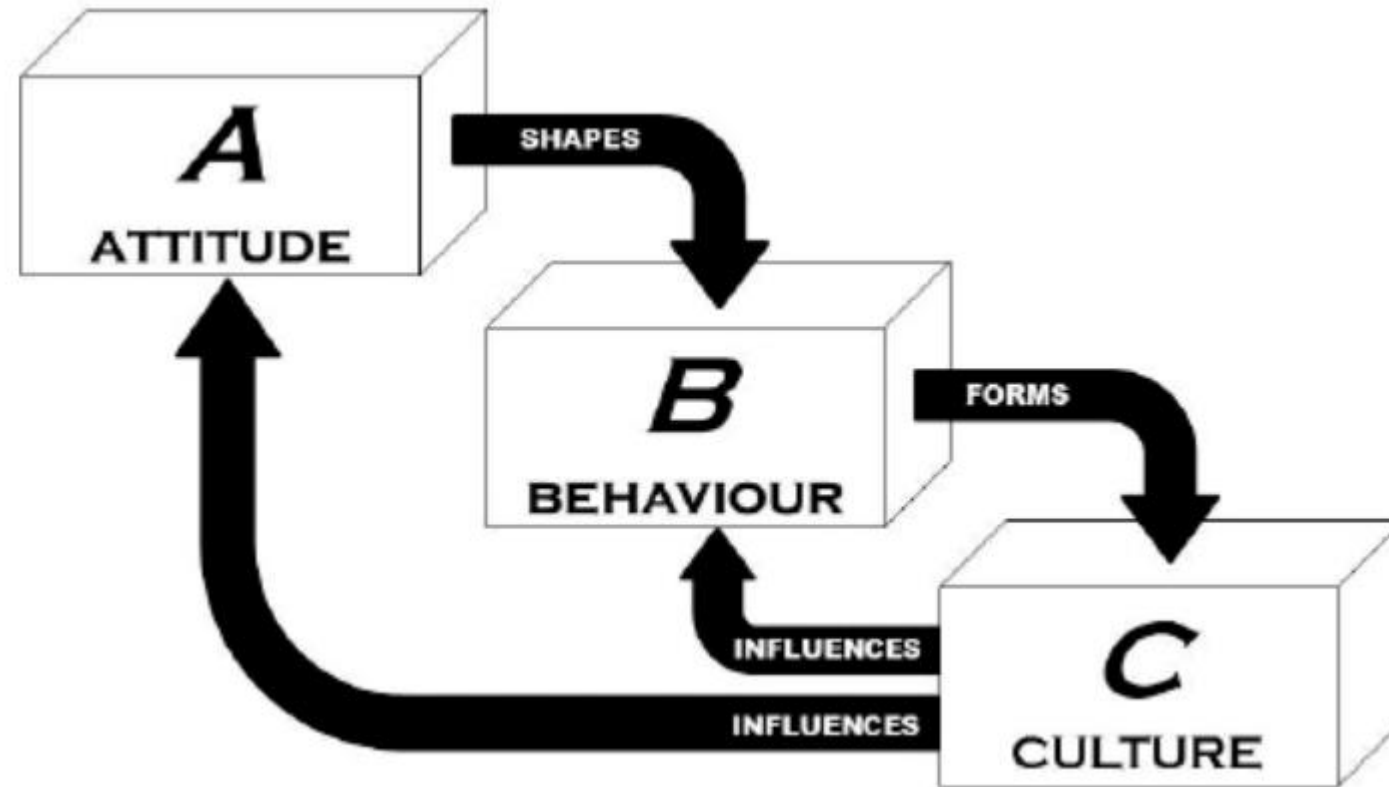 A
ATTITUDE
SHAPES
B
BEHAVIOUR
FORMS
INFLUENCES
INFLUENCES
C
CULTURE